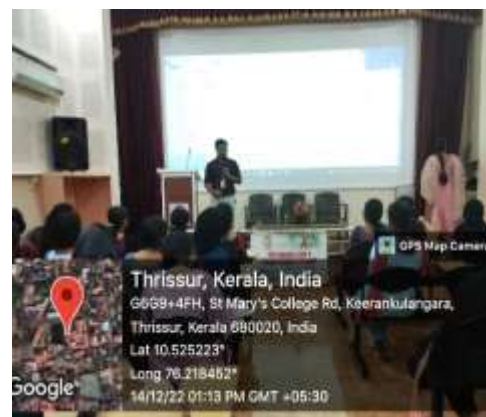 GPS Map Camera
Thrissur, Kerala, India
G6G9+4FH, St Mary's College Rd, Keerankulangara,
Thrissur, Kerala 680020, India
Lat 10.525223°
Long 76.218452°
14/12/22 01:13 PM GMT +05:30
Google